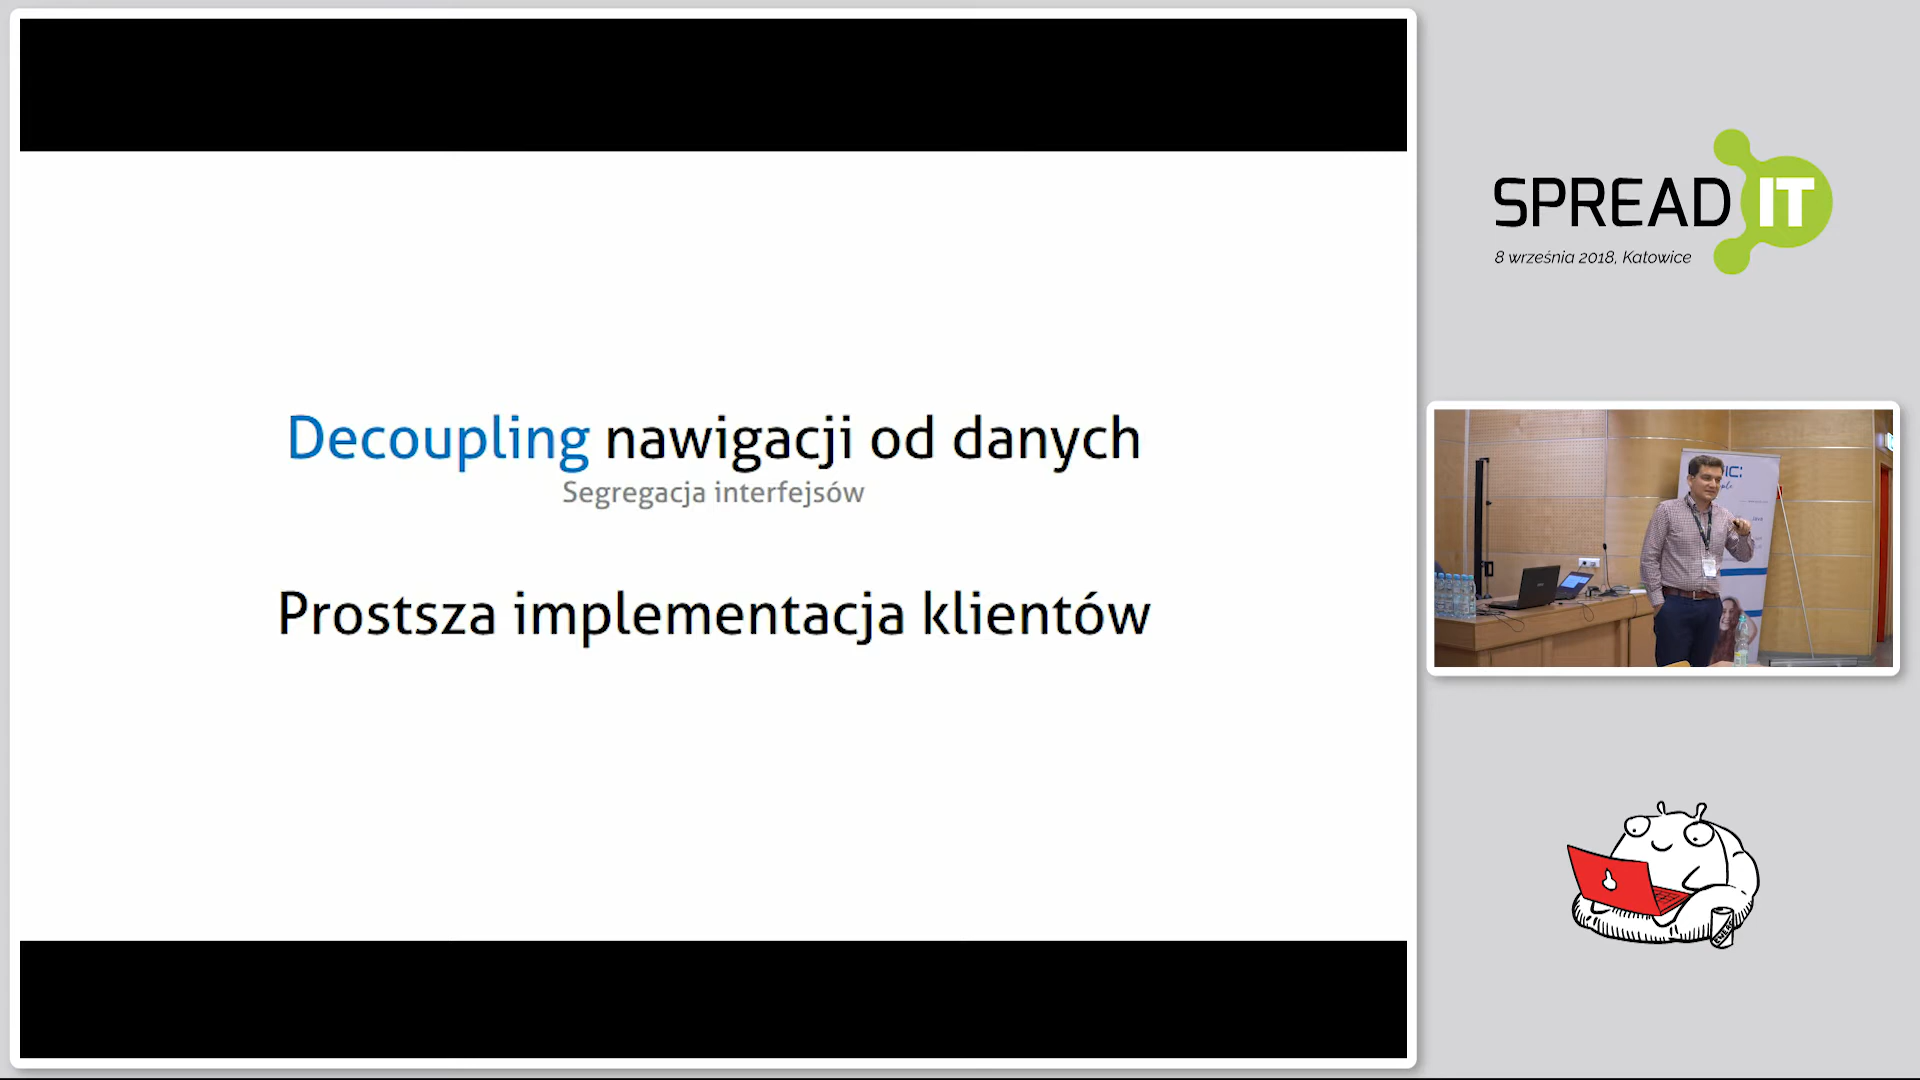 Decoupling nawigacji od danych
Segregacja interfejsów
Prostsza implementacja klientów
SPREAD IT
8 września 2018, Katowice